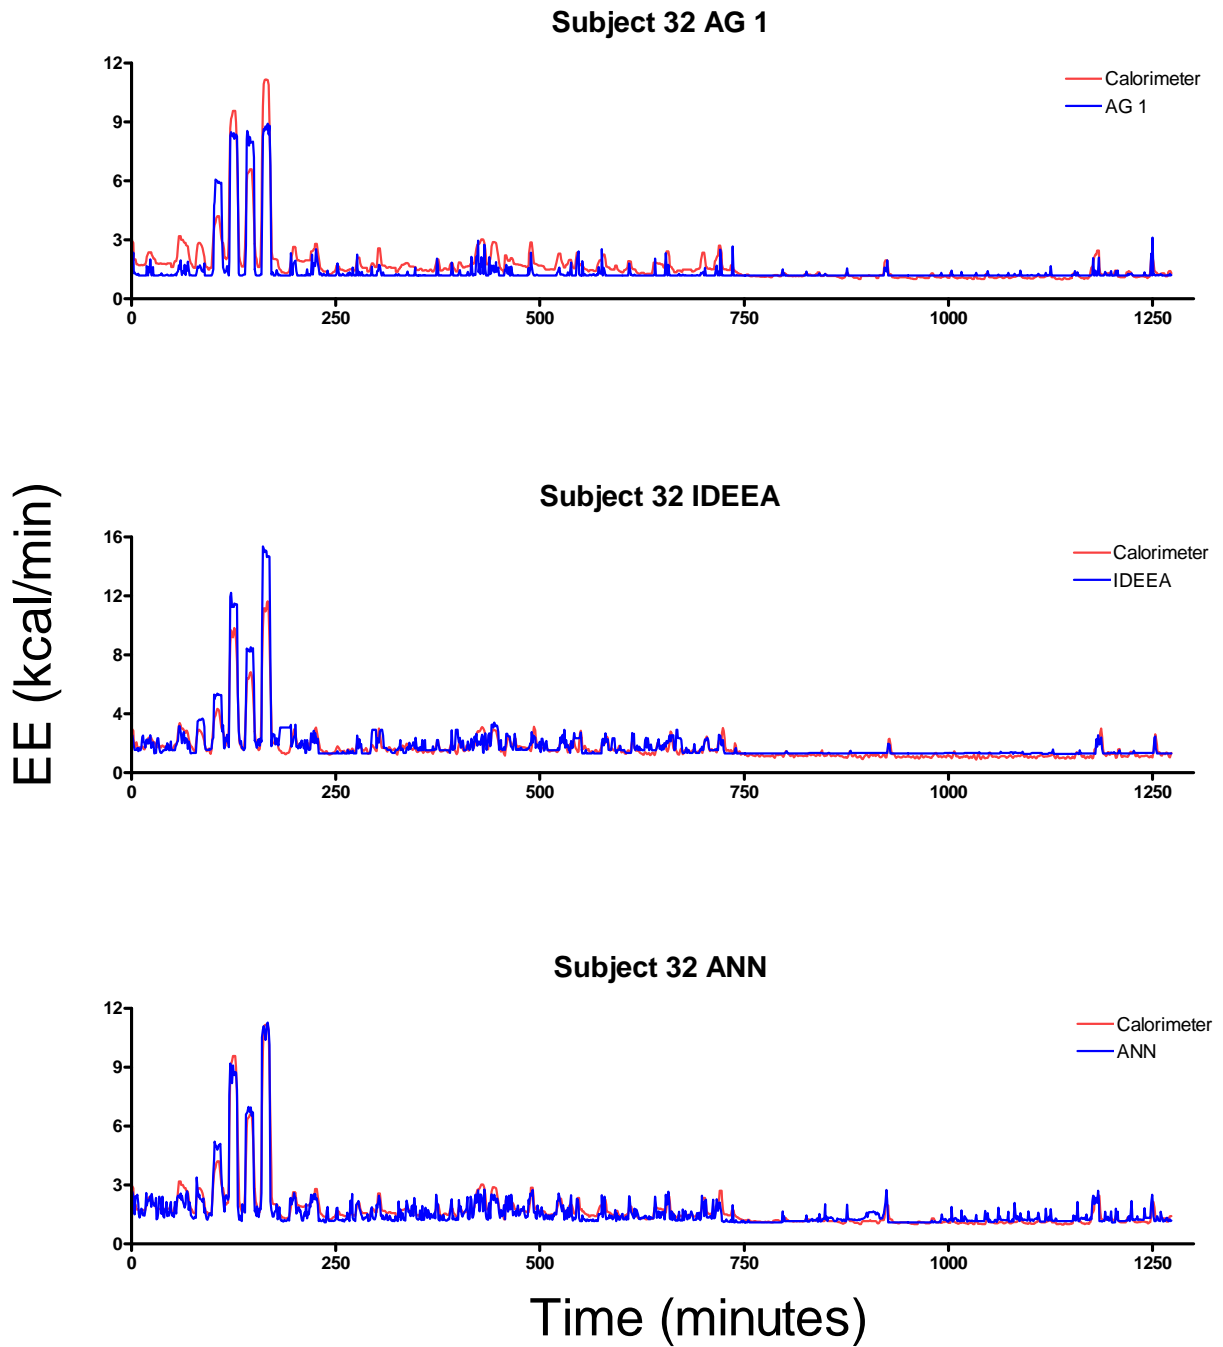 Subject 32 AG 1
12
9
6
3
0
0 250 500 750 1000 1250
Calorimeter
AG 1
EE (kcal/min)
Subject 32 IDEEA
16
12
8
4
0
0 250 500 750 1000 1250
Calorimeter
IDEEA
Subject 32 ANN
12
9
6
3
0
0 250 500 750 1000 1250
Calorimeter
ANN
Time (minutes)